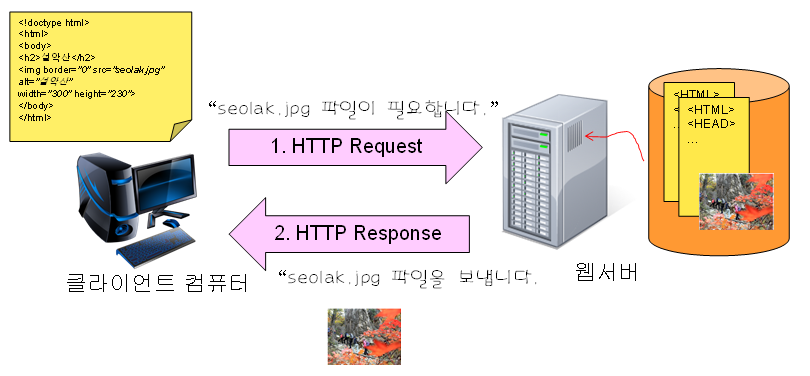 <!doctype html>
<html>
<body>
<h2>설악산</h2>
<img border="0" src="seolak.jpg"
alt="설악산"
width="300" height="230">
</body>
</html>
“seolak.jpg 파일이 필요합니다.”
1. HTTP Request
2. HTTP Response
“seolak.jpg 파일을 보냅니다.
클라이언트 컴퓨터
웹서버
<HTML>
<
...
<HTML>
<HEAD>
...